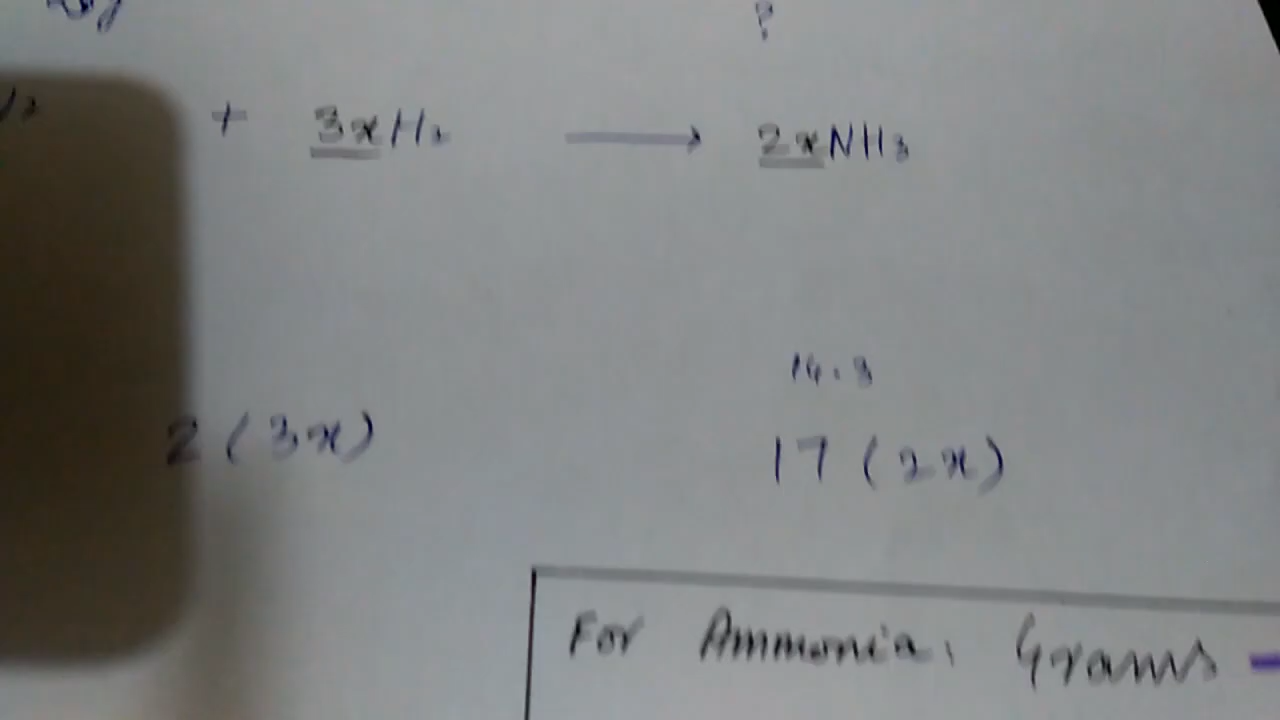 ?
+ 3xH₂ → 2xNH₃
14.3
2 (3x) 17 (2x)
For Ammonia, Grams -